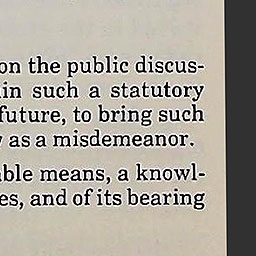 on the public discus-
in such a statutory
future, to bring such
as a misdemeanor.
able means, a knowl-
es, and of its bearing